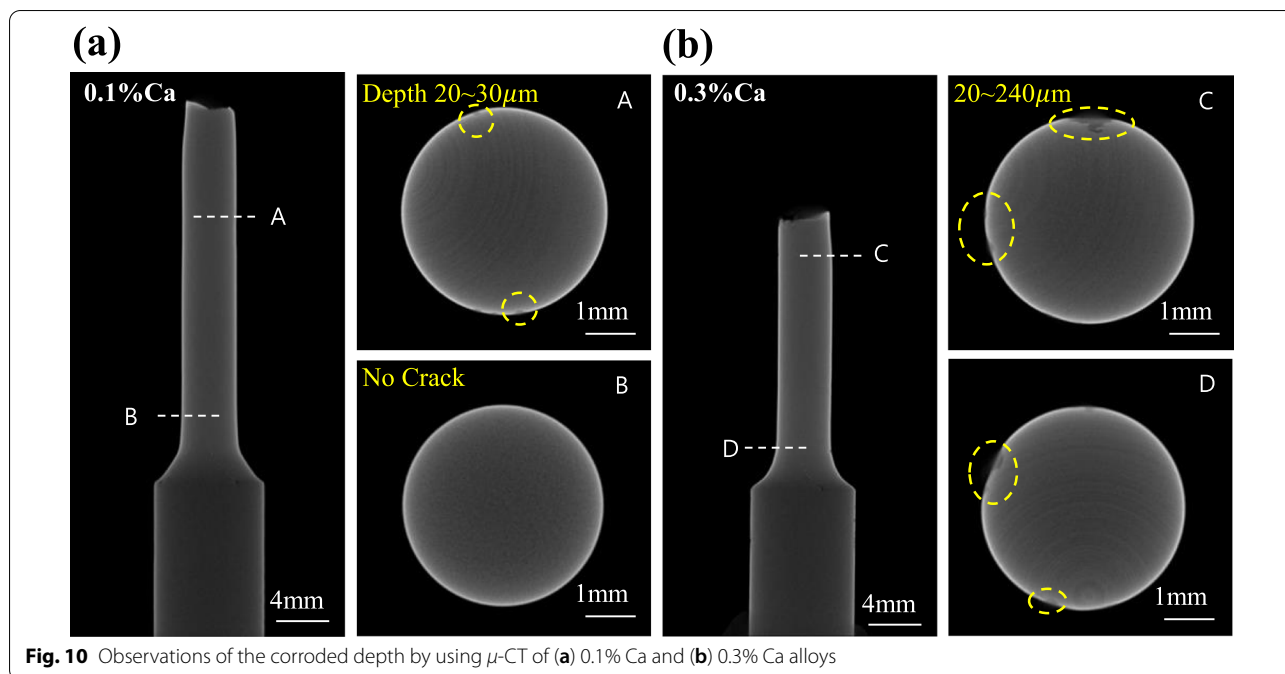 (a)
0.1%Ca
A
B
4mm
Depth 20~30μm
A
1mm
No Crack
B
1mm
(b)
0.3%Ca
C
D
4mm
20~240μm
C
1mm
D
1mm
Fig. 10 Observations of the corroded depth by using μ-CT of (a) 0.1% Ca and (b) 0.3% Ca alloys